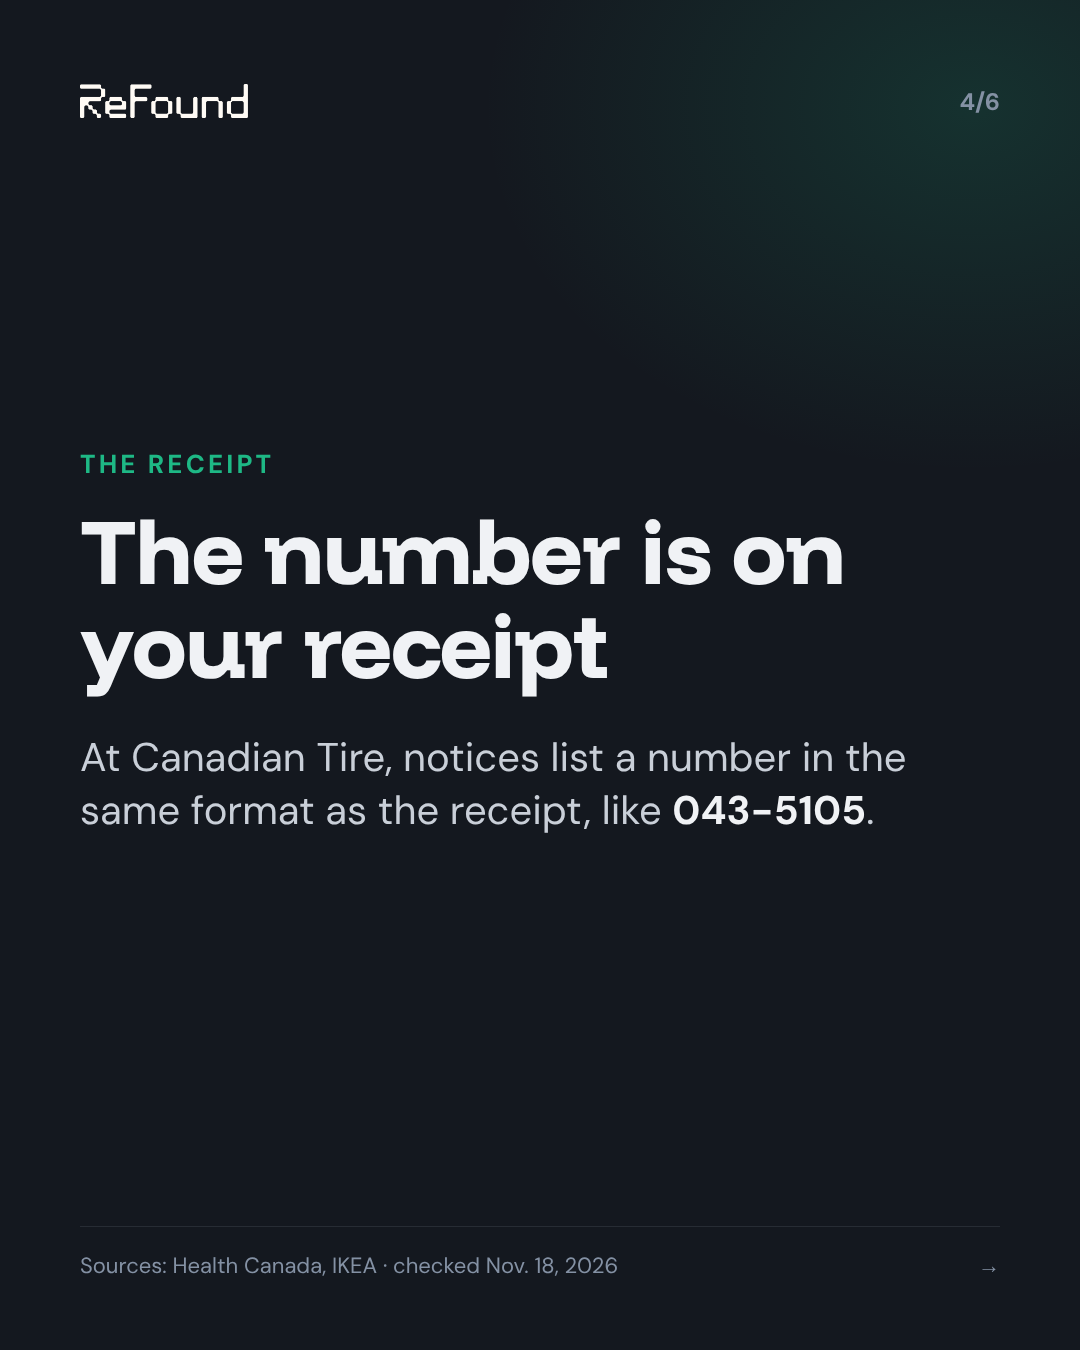 ReFound
4/6
THE RECEIPT
The number is on
your receipt
At Canadian Tire, notices list a number in the
same format as the receipt, like 043-5105.
Sources: Health Canada, IKEA · checked Nov. 18, 2026
→